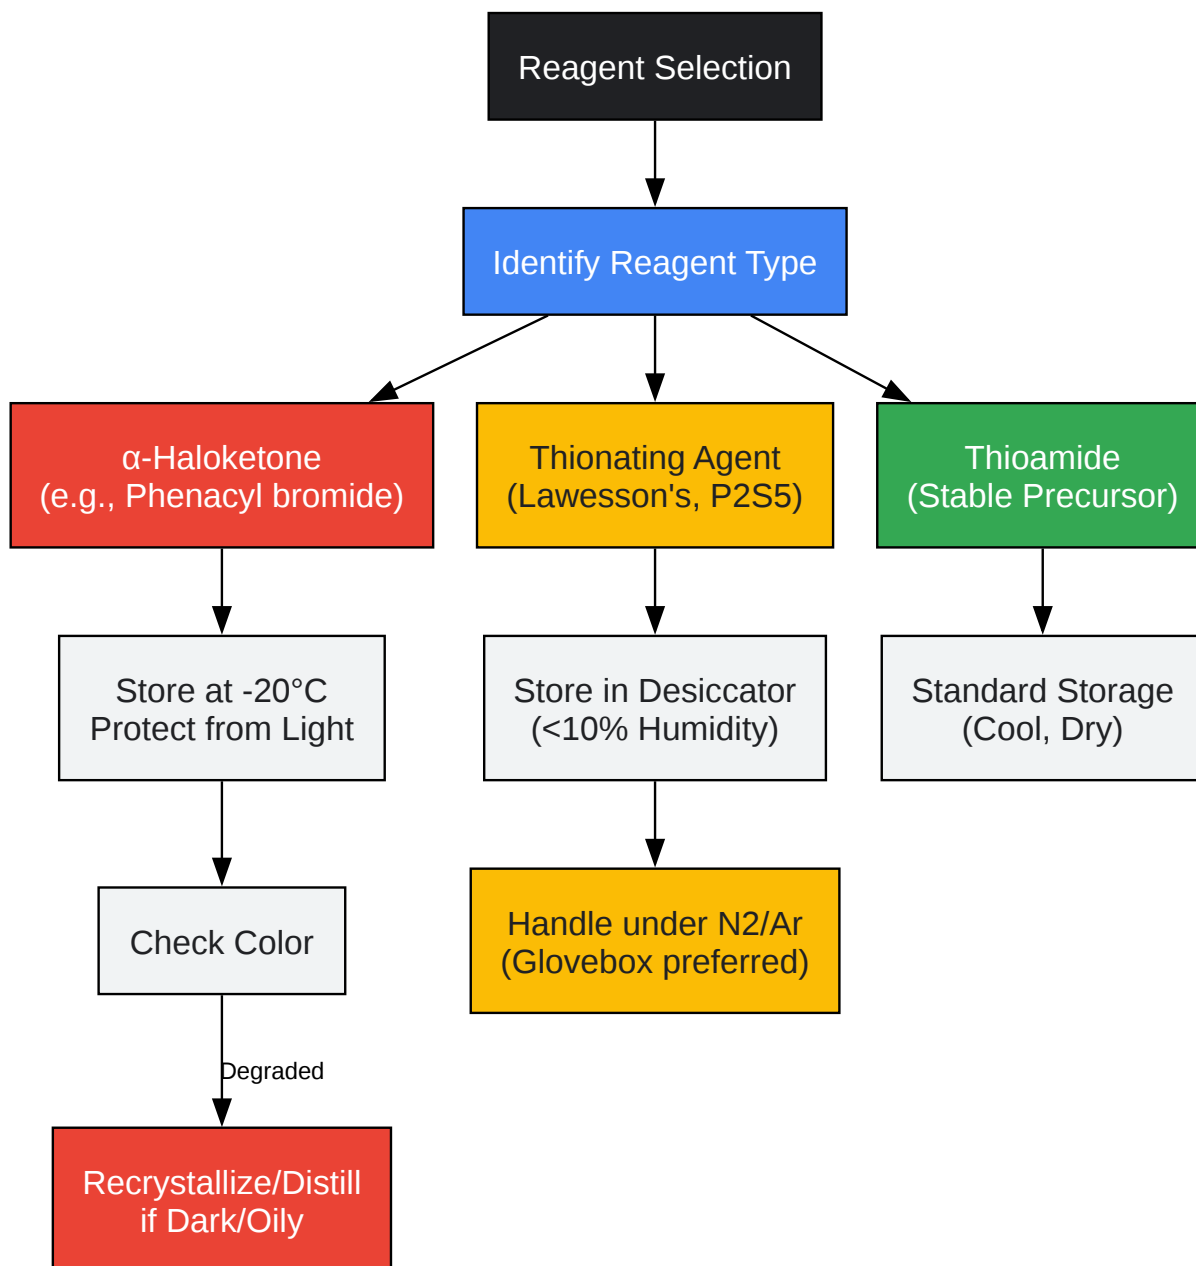 Reagent Selection
Identify Reagent Type
α-Haloketone
(e.g., Phenacyl bromide)
Thionating Agent
(Lawesson's, P2S5)
Thioamide
(Stable Precursor)
Store at -20°C
Protect from Light
Store in Desiccator
(<10% Humidity)
Standard Storage
(Cool, Dry)
Check Color
Handle under N2/Ar
(Glovebox preferred)
Degraded
Recrystallize/Distill
if Dark/Oily